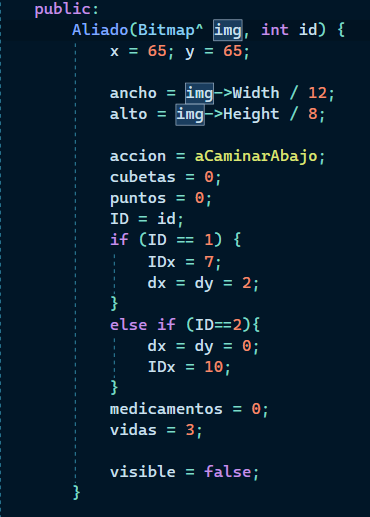 public:
Aliado(Bitmap^ img, int id) {
x = 65; y = 65;
ancho = img->Width / 12;
alto = img->Height / 8;
accion = aCaminarAbajo;
cubetas = 0;
puntos = 0;
ID = id;
if (ID == 1) {
IDx = 7;
dx = dy = 2;
}
else if (ID==2){
dx = dy = 0;
IDx = 10;
}
medicamentos = 0;
vidas = 3;
visible = false;
}